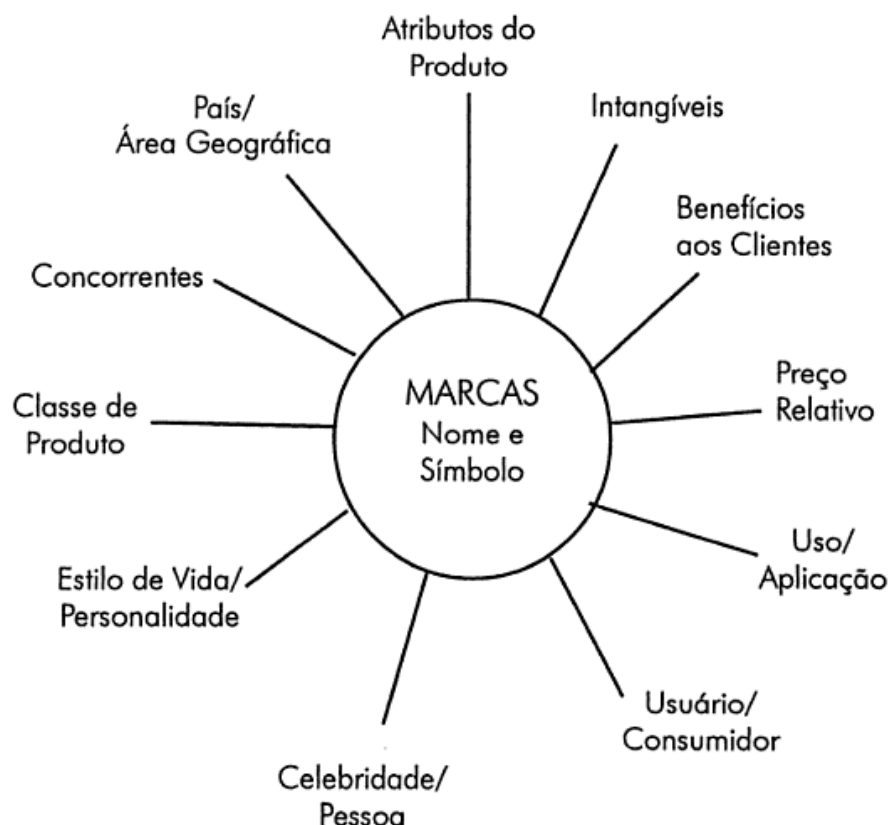 Atributos do
Produto
Intangíveis
Benefícios
aos Clientes
Preço
Relativo
Uso/
Aplicação
Usuário/
Consumidor
Celebridade/
Pessoa
Estilo de Vida/
Personalidade
Classe de
Produto
Concorrentes
País/
Área Geográfica
MARCAS
Nome e
Símbolo